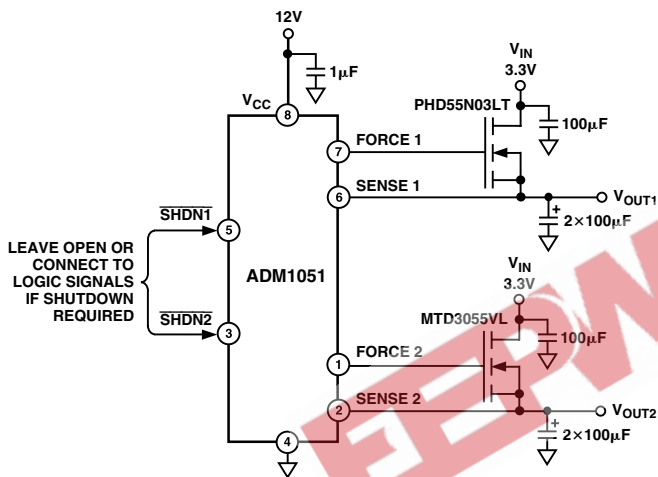 12V
1µF
VCC
8
VIN
3.3V
PHD55N03LT
100µF
7
FORCE 1
6
SENSE 1
VOUT1
2×100µF
SHDN1
5
LEAVE OPEN OR
CONNECT TO
LOGIC SIGNALS
IF SHUTDOWN
REQUIRED
ADM1051
SHDN2
3
VIN
3.3V
MTD3055VL
100µF
1
FORCE 2
2
SENSE 2
VOUT2
2×100µF
4
EEPW